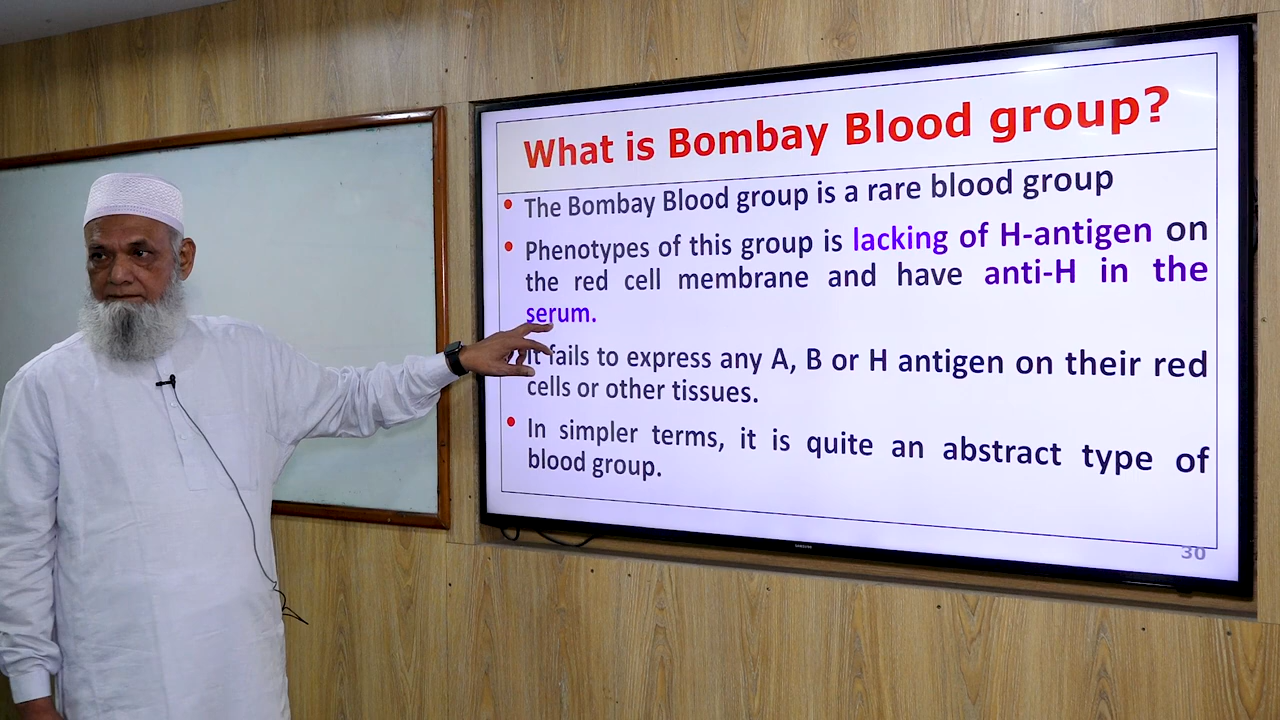 What is Bombay Blood group?
• The Bombay Blood group is a rare blood group
• Phenotypes of this group is lacking of H-antigen on
the red cell membrane and have anti-H in the
serum.
It fails to express any A, B or H antigen on their red
cells or other tissues.
• In simpler terms, it is quite an abstract type of
blood group.
30
SAMSUNG